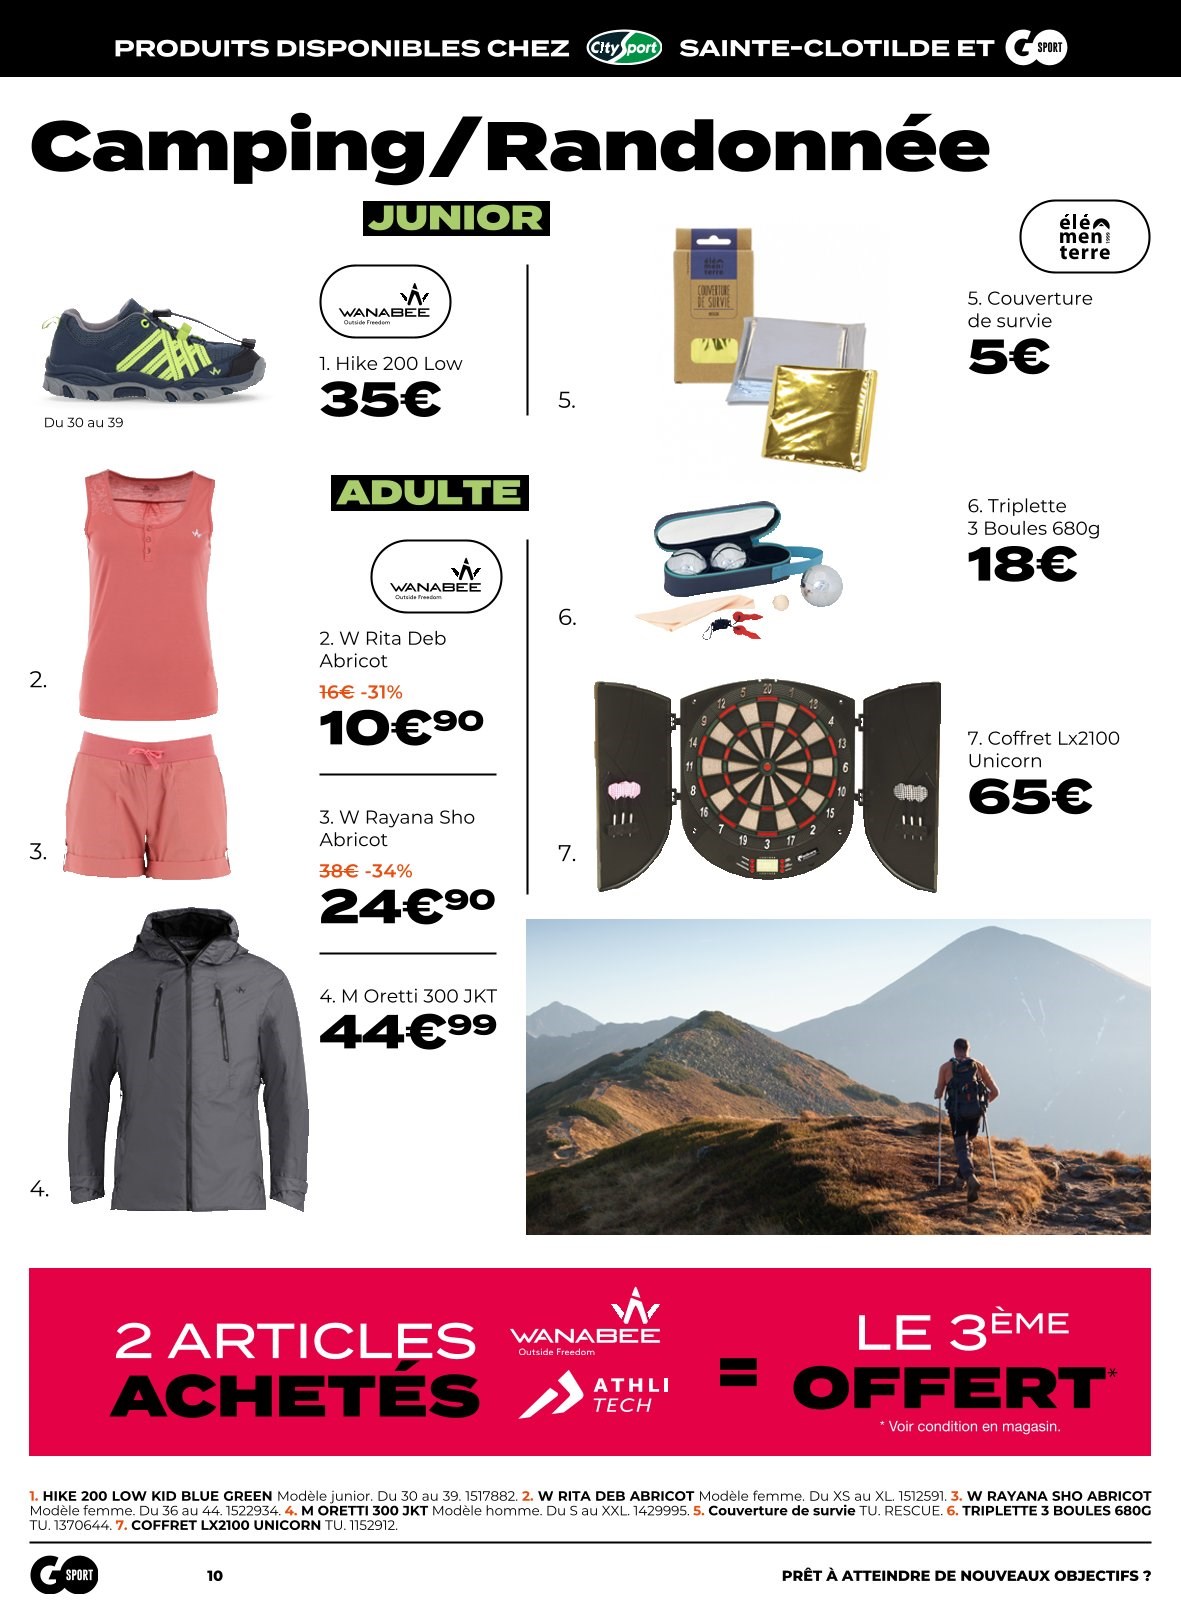 PRODUITS DISPONIBLES CHEZ CitySport SAINTE-CLOTILDE ET GO SPORT
Camping/Randonnée
JUNIOR
WANABEE
Outside Freedom
1. Hike 200 Low
35€
Du 30 au 39
élé
men
terre
élé
men
terre
COUVERTURE
DE SURVIE
5.
5. Couverture
de survie
5€
ADULTE
WANABEE
Outside Freedom
2.
2. W Rita Deb
Abricot
16€ -31%
10€90
3.
3. W Rayana Sho
Abricot
38€ -34%
24€90
4.
4. M Oretti 300 JKT
44€99
6.
6. Triplette
3 Boules 680g
18€
7.
7. Coffret Lx2100
Unicorn
65€
2 ARTICLES
ACHETÉS
WANABEE
Outside Freedom
ATHLI
TECH
=
LE 3ÈME
OFFERT*
* Voir condition en magasin.
1. HIKE 200 LOW KID BLUE GREEN Modèle junior. Du 30 au 39. 1517882. 2. W RITA DEB ABRICOT Modèle femme. Du XS au XL. 1512591. 3. W RAYANA SHO ABRICOT
Modèle femme. Du 36 au 44. 1522934. 4. M ORETTI 300 JKT Modèle homme. Du S au XXL. 1429995. 5. Couverture de survie TU. RESCUE. 6. TRIPLETTE 3 BOULES 680G
TU. 1370644. 7. COFFRET LX2100 UNICORN TU. 1152912.
GO SPORT
10
PRÊT À ATTEINDRE DE NOUVEAUX OBJECTIFS ?